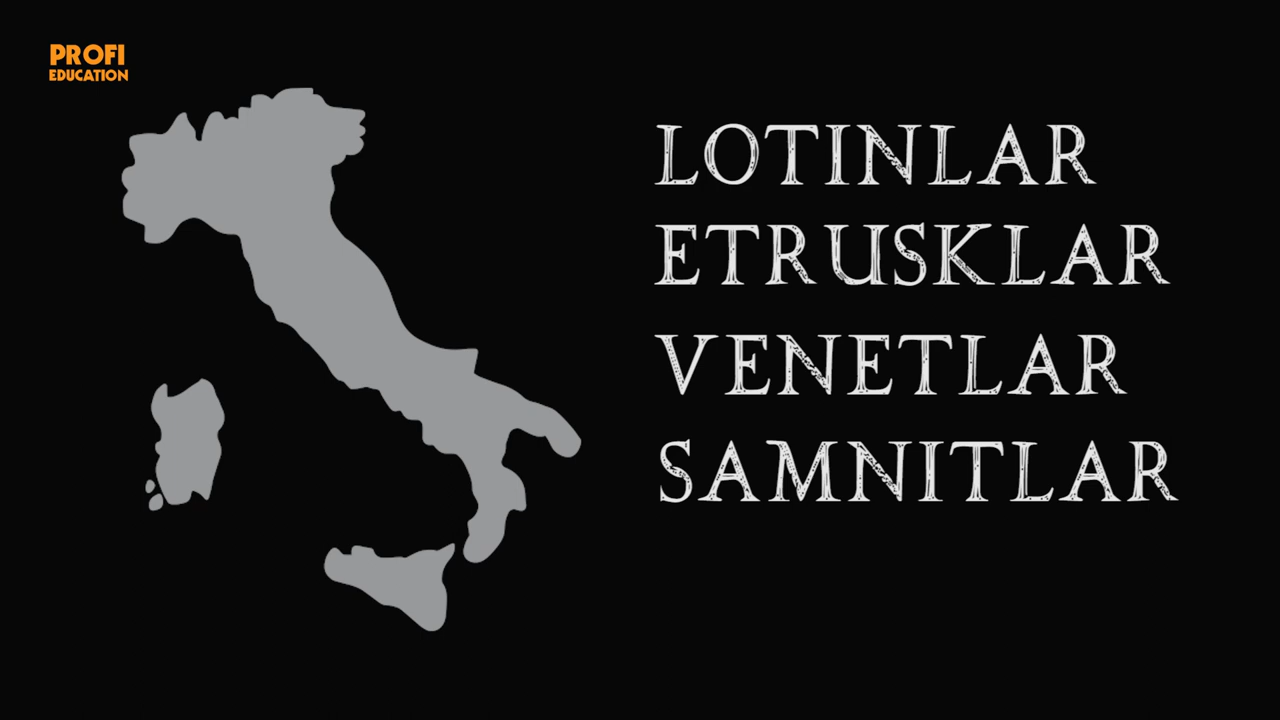 PROFI
EDUCATION
LOTINLAR
ETRUSKLAR
VENETLAR
SAMNITLAR